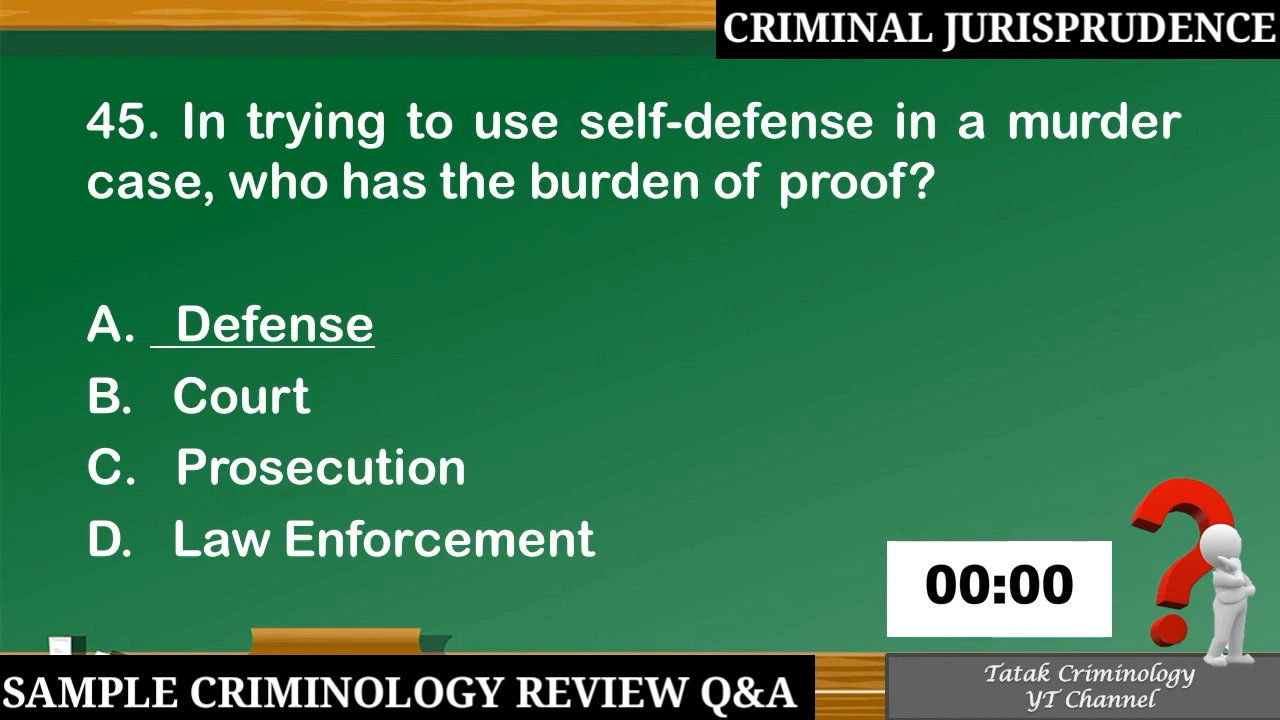 CRIMINAL JURISPRUDENCE
45. In trying to use self-defense in a murder
case, who has the burden of proof?
A. Defense
B. Court
C. Prosecution
D. Law Enforcement
00:00
SAMPLE CRIMINOLOGY REVIEW Q&A
Tatak Criminology
YT Channel